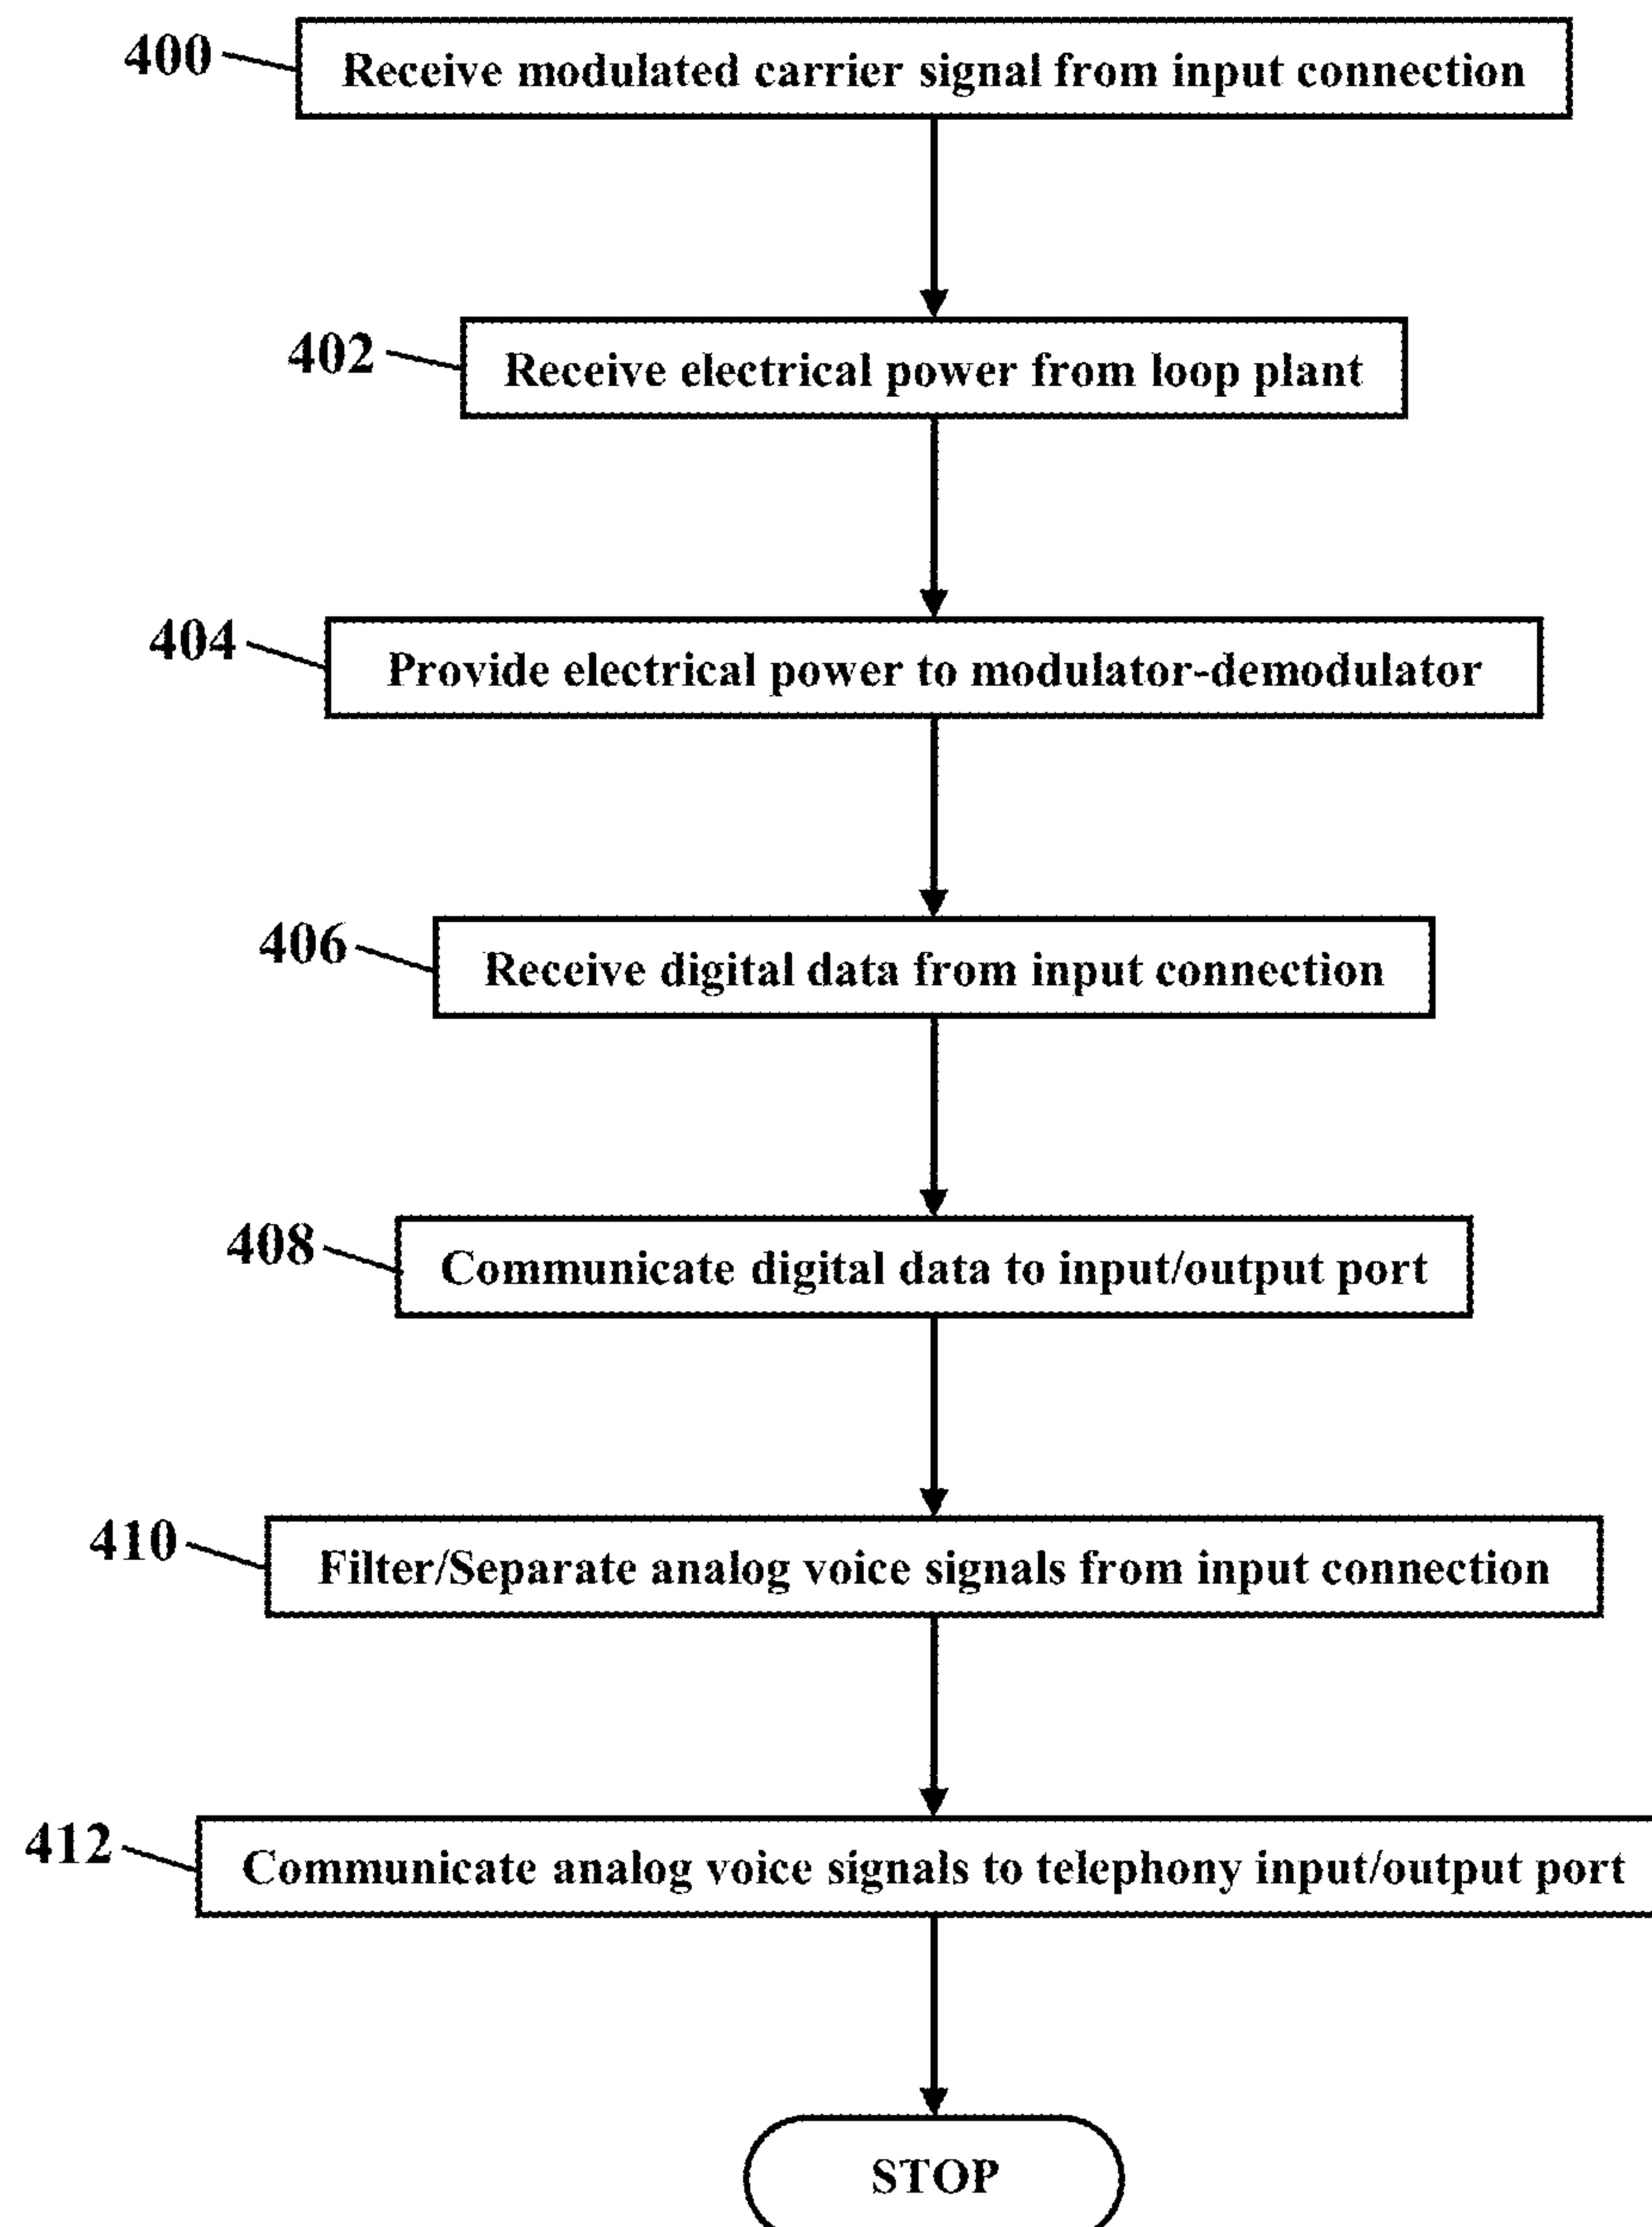 400
Receive modulated carrier signal from input connection
402
Receive electrical power from loop plant
404
Provide electrical power to modulator-demodulator
406
Receive digital data from input connection
408
Communicate digital data to input/output port
410
Filter/Separate analog voice signals from input connection
412
Communicate analog voice signals to telephony input/output port
STOP